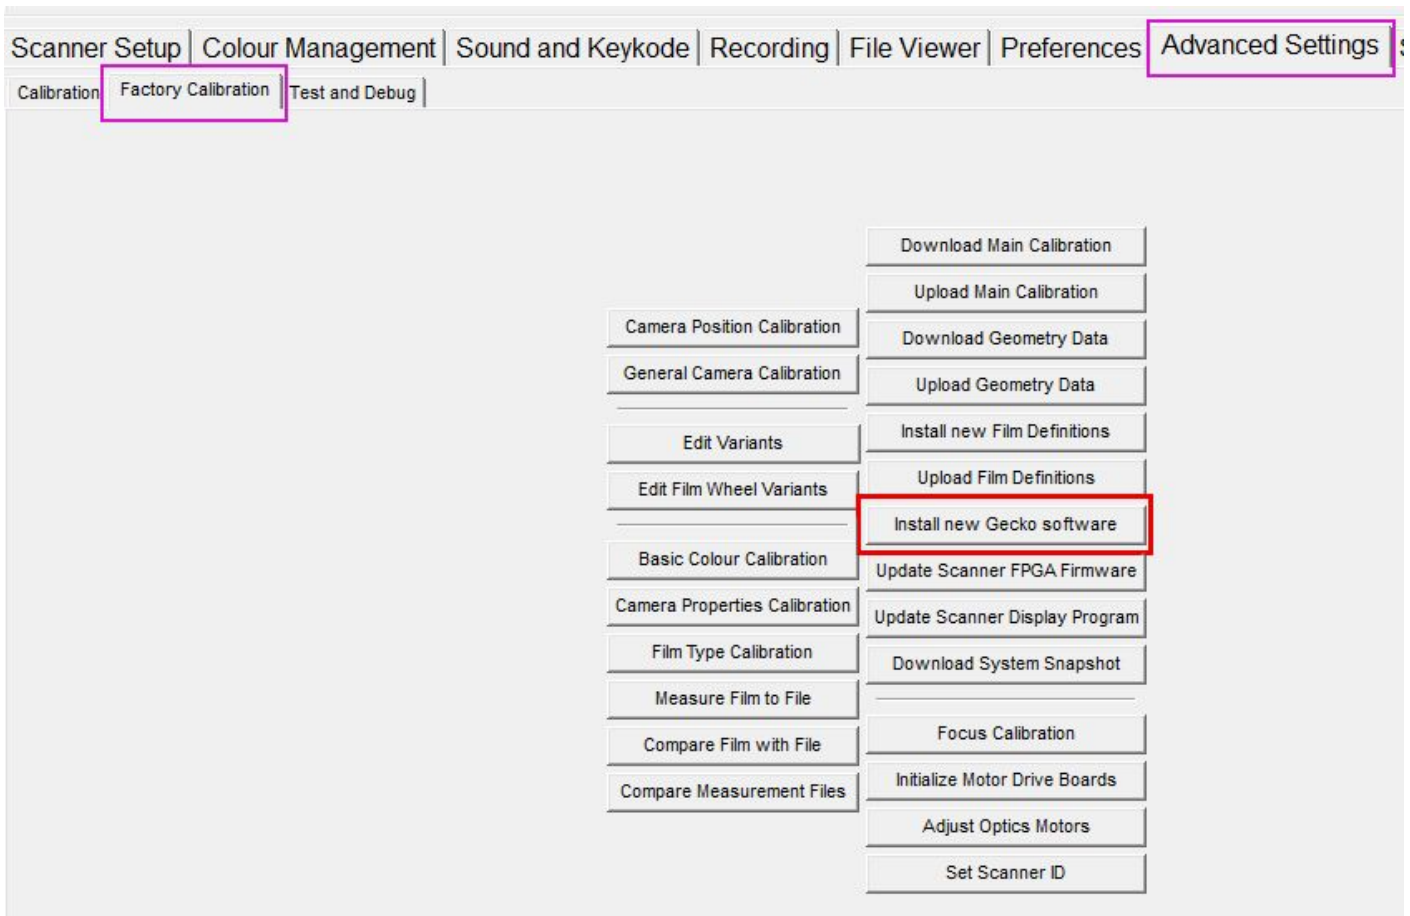 Scanner Setup Colour Management Sound and Keykode Recording File Viewer Preferences Advanced Settings
Calibration Factory Calibration Test and Debug
Camera Position Calibration
General Camera Calibration
Edit Variants
Edit Film Wheel Variants
Basic Colour Calibration
Camera Properties Calibration
Film Type Calibration
Measure Film to File
Compare Film with File
Compare Measurement Files
Download Main Calibration
Upload Main Calibration
Download Geometry Data
Upload Geometry Data
Install new Film Definitions
Upload Film Definitions
Install new Gecko software
Update Scanner FPGA Firmware
Update Scanner Display Program
Download System Snapshot
Focus Calibration
Initialize Motor Drive Boards
Adjust Optics Motors
Set Scanner ID